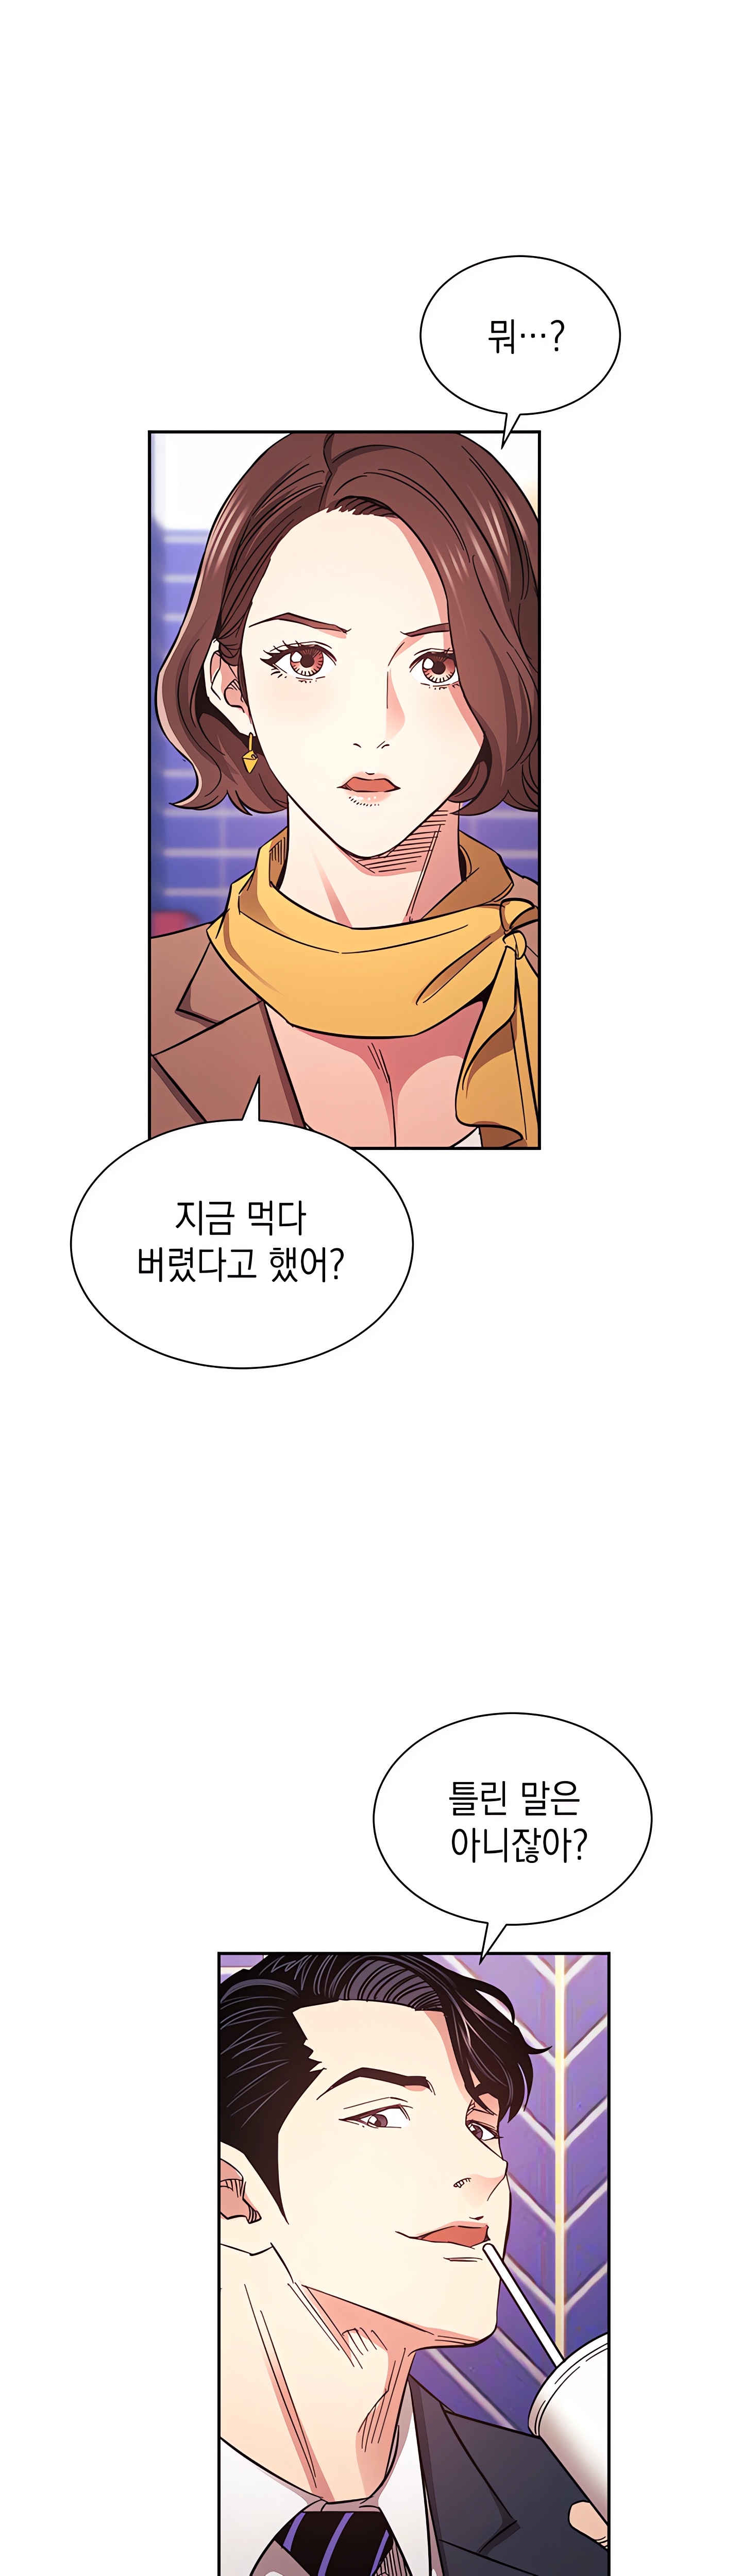 뭐…?
지금 먹다
버렸다고 했어?
틀린 말은
아니잖아?